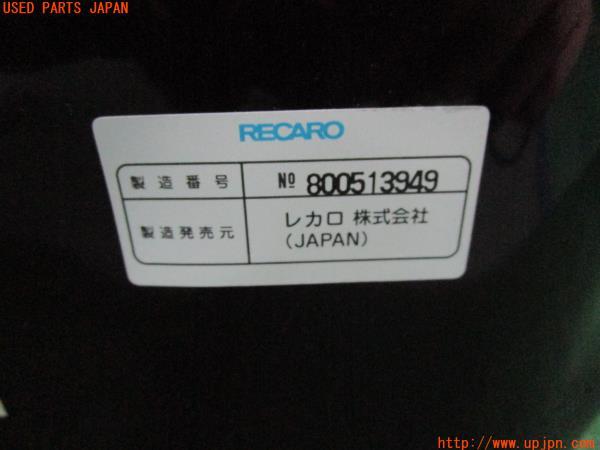 USED PARTS JAPAN
RECARO
製造番号 № 800513949
製造発売元 レカロ 株式会社
(JAPAN)
http://www.upjpn.com